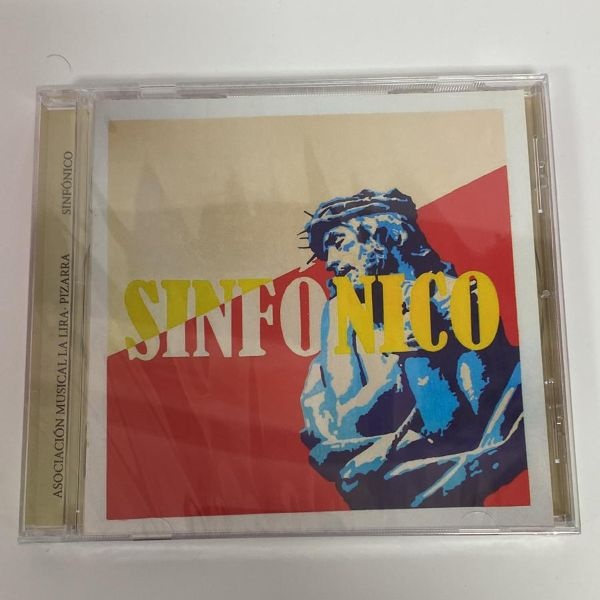 ASOCIACIÓN MUSICAL LA LIRA- PIZARRA SINFÓNICO
SINFÓNICO